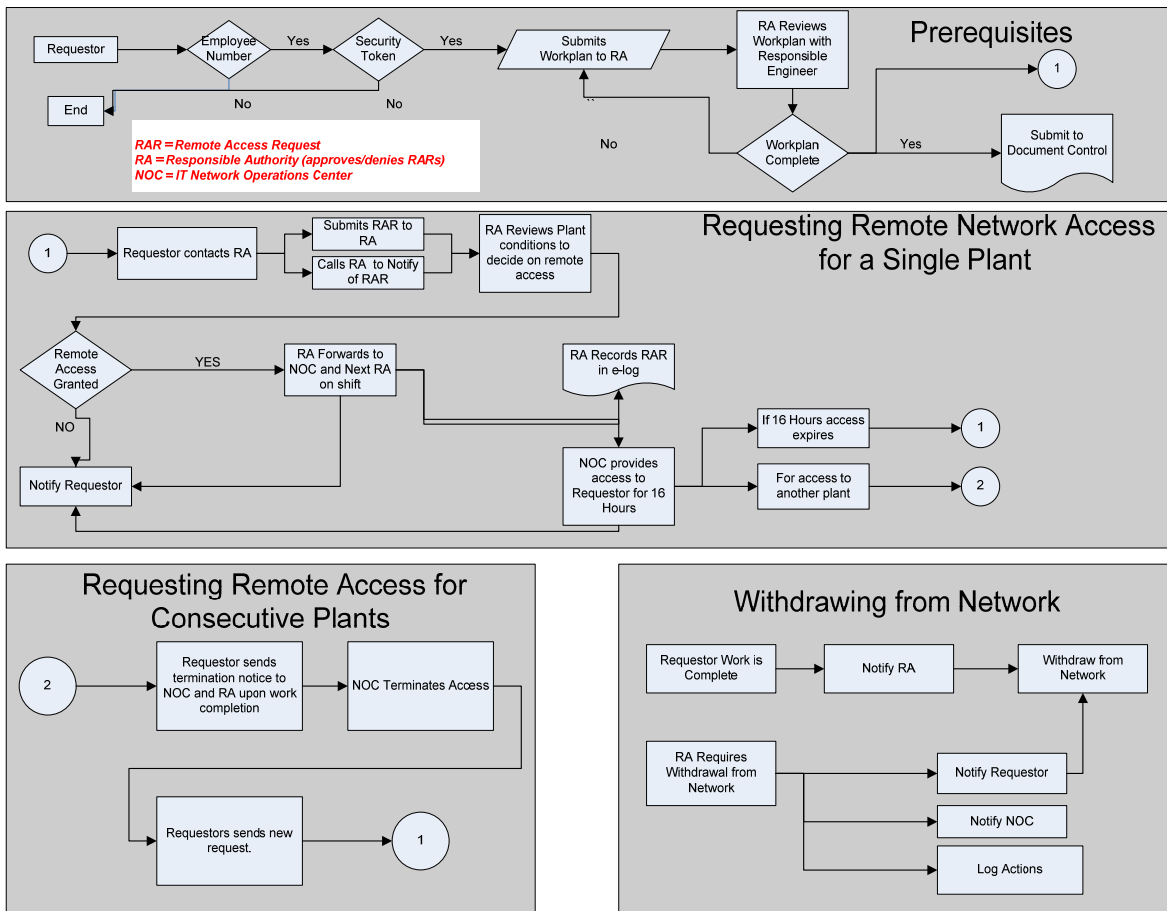 Prerequisites
Requestor
Employee
Number
Yes
Security
Token
Yes
Submits
Workplan to RA
RA Reviews
Workplan with
Responsible
Engineer
1
End
No
No
``
No
Workplan
Complete
Yes
Submit to
Document Control
RAR = Remote Access Request
RA = Responsible Authority (approves/denies RARs)
NOC = IT Network Operations Center
Requesting Remote Network Access
for a Single Plant
1
Requestor contacts RA
Submits RAR to
RA
Calls RA to Notify
of RAR
RA Reviews Plant
conditions to
decide on remote
access
Remote
Access
Granted
YES
NO
RA Forwards to
NOC and Next RA
on shift
RA Records RAR
in e-log
Notify Requestor
NOC provides
access to
Requestor for 16
Hours
If 16 Hours access
expires
1
For access to
another plant
2
Requesting Remote Access for
Consecutive Plants
2
Requestor sends
termination notice to
NOC and RA upon work
completion
NOC Terminates Access
Requestors sends new
request.
1
Withdrawing from Network
Requestor Work is
Complete
Notify RA
Withdraw from
Network
RA Requires
Withdrawal from
Network
Notify Requestor
Notify NOC
Log Actions